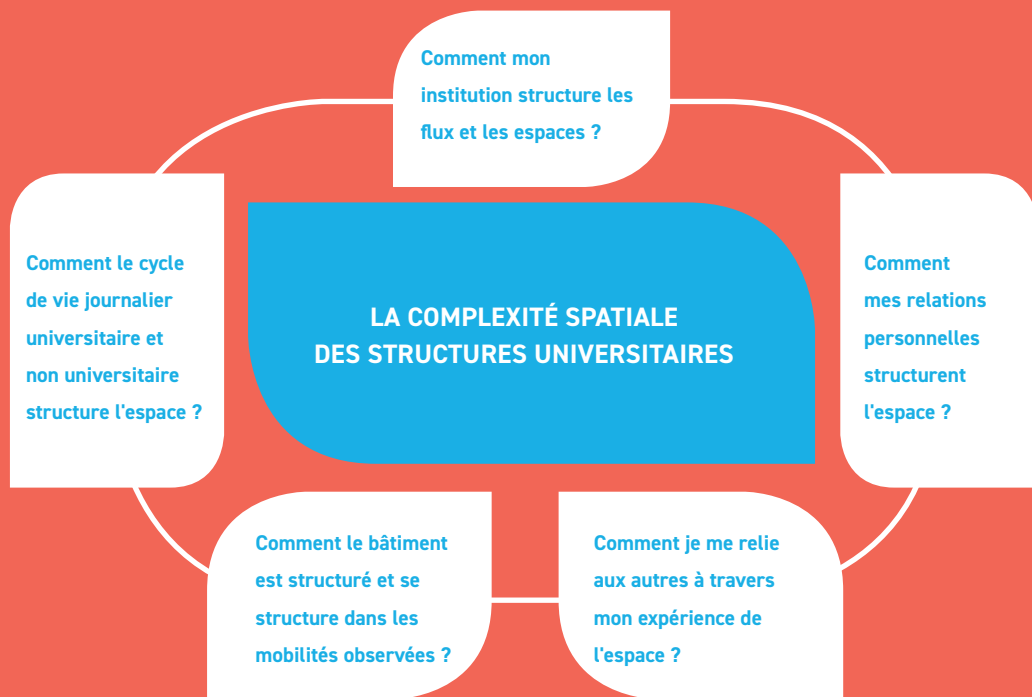 Comment mon
institution structure les
flux et les espaces ?
Comment le cycle
de vie journalier
universitaire et
non universitaire
structure l'espace ?
LA COMPLEXITÉ SPATIALE
DES STRUCTURES UNIVERSITAIRES
Comment
mes relations
personnelles
structurent
l'espace ?
Comment le bâtiment
est structuré et se
structure dans les
mobilités observées ?
Comment je me relie
aux autres à travers
mon expérience de
l'espace ?